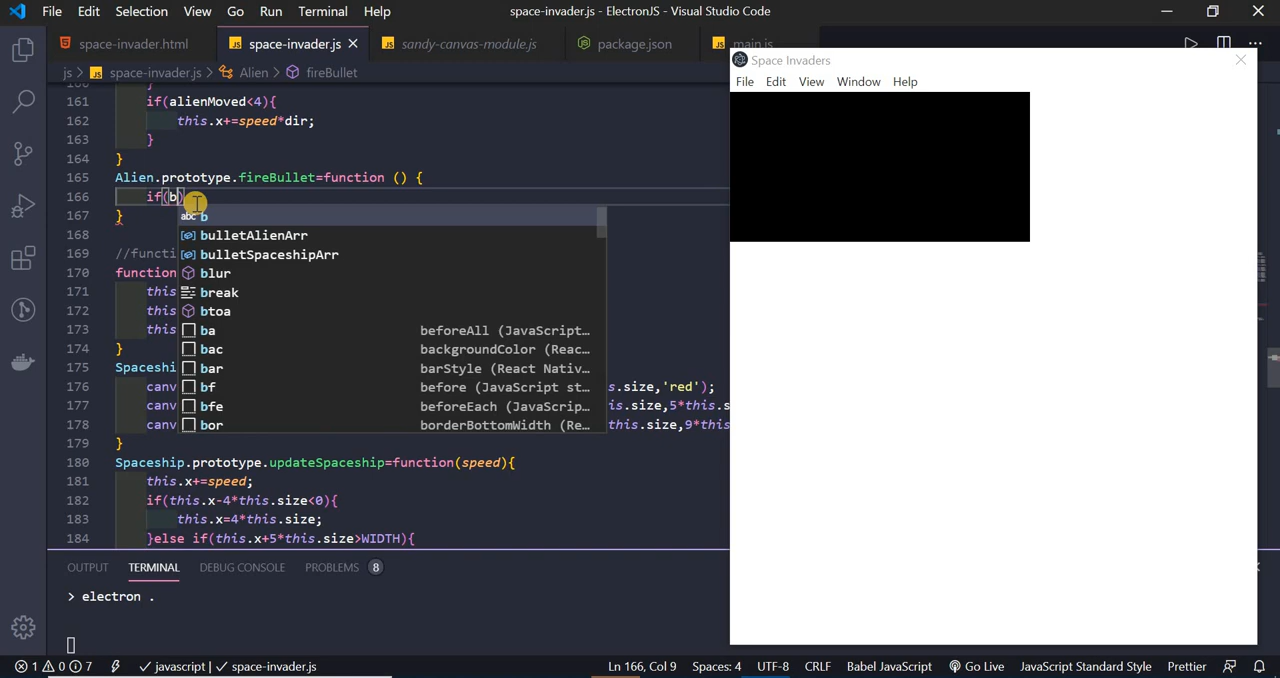 File Edit Selection View Go Run Terminal Help space-invader.js - ElectronJS - Visual Studio Code
space-invader.html space-invader.js sandy-canvas-module.js package.json main.js
js > space-invader.js > Alien > fireBullet
Space Invaders
File Edit View Window Help
161 if(alienMoved<4){
162 this.x+=speed*dir;
163 }
164 }
165 Alien.prototype.fireBullet=function () {
166 if(b)
167 }
b
168
bulletAlienArr
169 //functi
bulletSpaceshipArr
170 function
blur
171 this
break
172 this
btoa
173 this
ba beforeAll (JavaScript…
174 }
bac backgroundColor (Reac…
175 Spaceshi
bar barStyle (React Nativ…
176 canv
bf before (JavaScript st… s.size,'red');
177 canv
bfe beforeEach (JavaScrip… this.size,5*this.s
178 canv
bor borderBottomWidth (Re… this.size,9*this
179 }
180 Spaceship.prototype.updateSpaceship=function(speed){
181 this.x+=speed;
182 if(this.x-4*this.size<0){
183 this.x=4*this.size;
184 }else if(this.x+5*this.size>WIDTH){
OUTPUT TERMINAL DEBUG CONSOLE PROBLEMS 8
> electron .
1 0 7 javascript | space-invader.js Ln 166, Col 9 Spaces: 4 UTF-8 CRLF Babel JavaScript Go Live JavaScript Standard Style Prettier